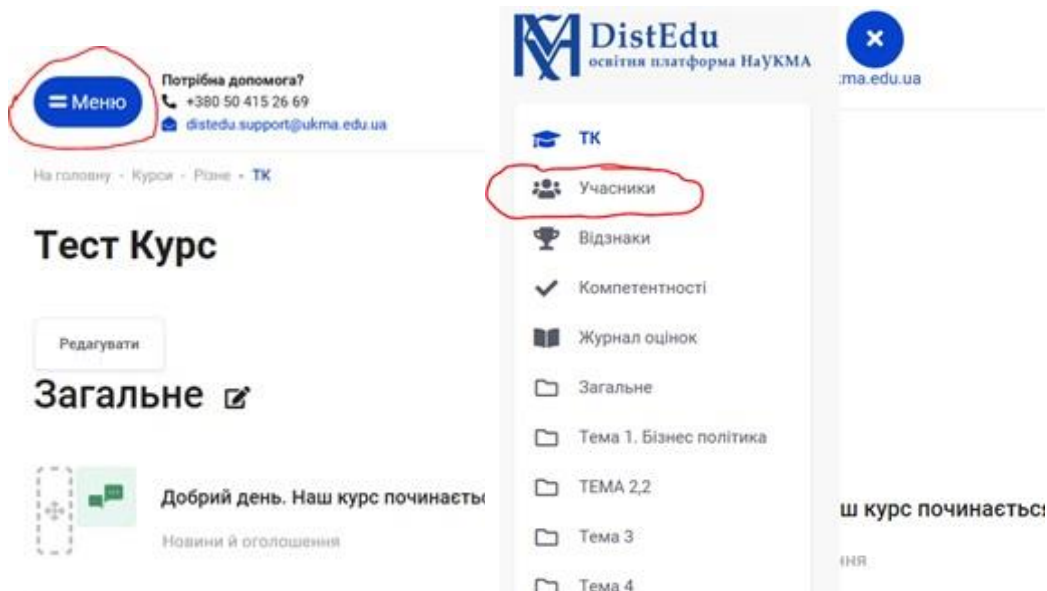 Меню
Потрібна допомога?
+380 50 415 26 69
distedu.support@ukma.edu.ua
На головну - Курси - Різне - ТК
Тест Курс
Редагувати
Загальне
Добрий день. Наш курс починаєтьс
Новини й оголошення
DistEdu
освітня платформа НаУКМА
ТК
Учасники
Відзнаки
Компетентності
Журнал оцінок
Загальне
Тема 1. Бізнес політика
ТЕМА 2,2
Тема 3
Тема 4
ma.edu.ua
ш курс починається
ння